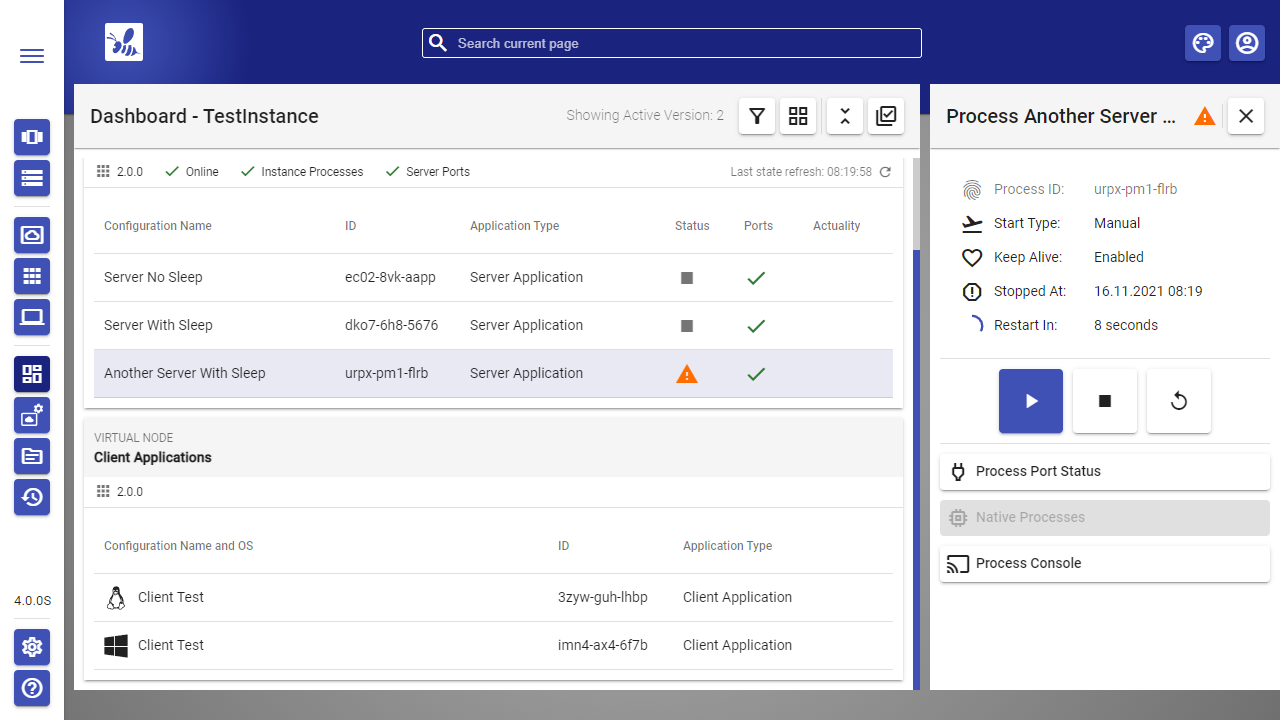 Search current page
Dashboard - TestInstance
Showing Active Version: 2
2.0.0
Online
Instance Processes
Server Ports
Last state refresh: 08:19:58
Configuration Name ID Application Type Status Ports Actuality
Server No Sleep ec02-8vk-aapp Server Application
Server With Sleep dko7-6h8-5676 Server Application
Another Server With Sleep urpx-pm1-flrb Server Application
VIRTUAL NODE
Client Applications
2.0.0
Configuration Name and OS ID Application Type
Client Test 3zyw-guh-lhbp Client Application
Client Test imn4-ax4-6f7b Client Application
Process Another Server ...
Process ID: urpx-pm1-flrb
Start Type: Manual
Keep Alive: Enabled
Stopped At: 16.11.2021 08:19
Restart In: 8 seconds
Process Port Status
Native Processes
Process Console
4.0.0S